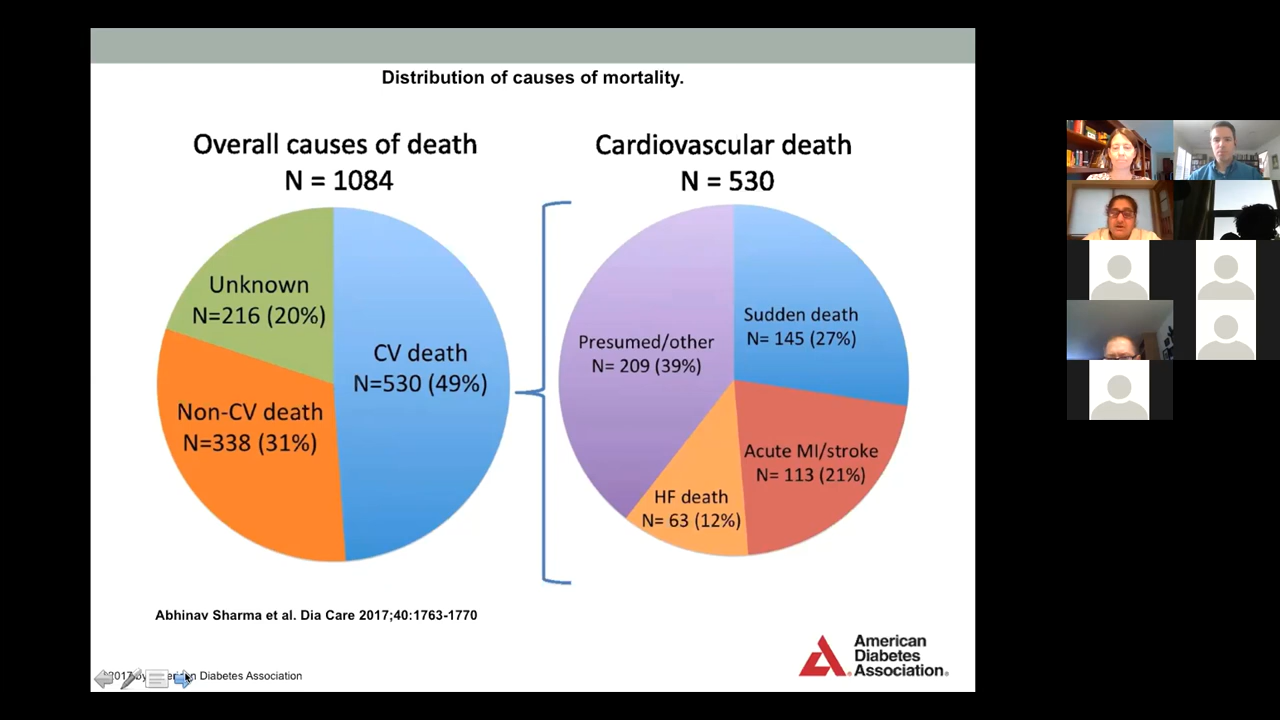 Distribution of causes of mortality.
Overall causes of death
N = 1084
Unknown
N=216 (20%)
CV death
N=530 (49%)
Non-CV death
N=338 (31%)
Cardiovascular death
N = 530
Sudden death
N= 145 (27%)
Presumed/other
N= 209 (39%)
Acute MI/stroke
N= 113 (21%)
HF death
N= 63 (12%)
Abhinav Sharma et al. Dia Care 2017;40:1763-1770
American
Diabetes
Association®
Diabetes Association